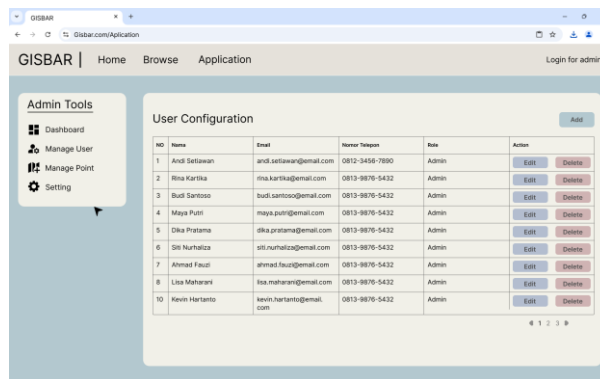 GISBAR
Gisbar.com/Aplication
GISBAR | Home Browse Application Login for admin
Admin Tools
Dashboard
Manage User
Manage Point
Setting
User Configuration
Add
NO Nama Email Nomor Telepon Role Action
1 Andi Setiawan andi.setiawan@email.com 0812-3456-7890 Admin Edit Delete
2 Rina Kartika rina.kartika@email.com 0813-9876-5432 Admin Edit Delete
3 Budi Santoso budi.santoso@email.com 0813-9876-5432 Admin Edit Delete
4 Maya Putri maya.putri@email.com 0813-9876-5432 Admin Edit Delete
5 Dika Pratama dika.pratama@email.com 0813-9876-5432 Admin Edit Delete
6 Siti Nurhaliza siti.nurhaliza@email.com 0813-9876-5432 Admin Edit Delete
7 Ahmad Fauzi ahmad.fauzi@email.com 0813-9876-5432 Admin Edit Delete
8 Lisa Maharani lisa.maharani@email.com 0813-9876-5432 Admin Edit Delete
10 Kevin Hartanto kevin.hartanto@email. 0813-9876-5432 Admin Edit Delete
com
1 2 3